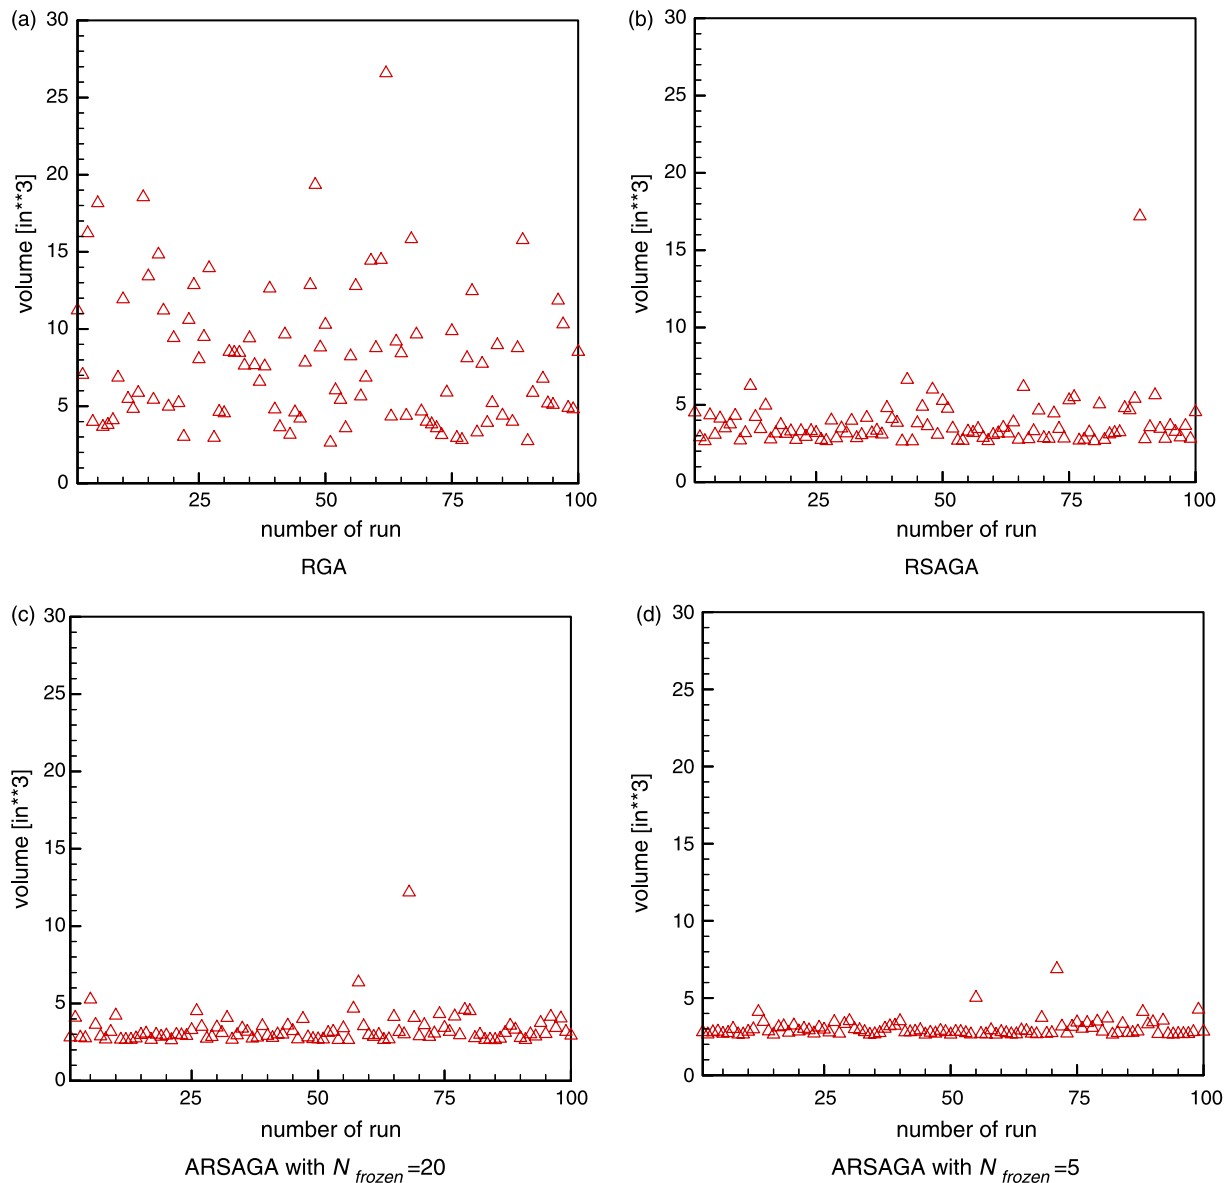 (a)
30
25
20
15
10
5
0
volume [in**3]
25 50 75 100
number of run
RGA
(b)
30
25
20
15
10
5
0
volume [in**3]
25 50 75 100
number of run
RSAGA
(c)
30
25
20
15
10
5
0
volume [in**3]
25 50 75 100
number of run
ARSAGA with N frozen =20
(d)
30
25
20
15
10
5
0
volume [in**3]
25 50 75 100
number of run
ARSAGA with N frozen =5